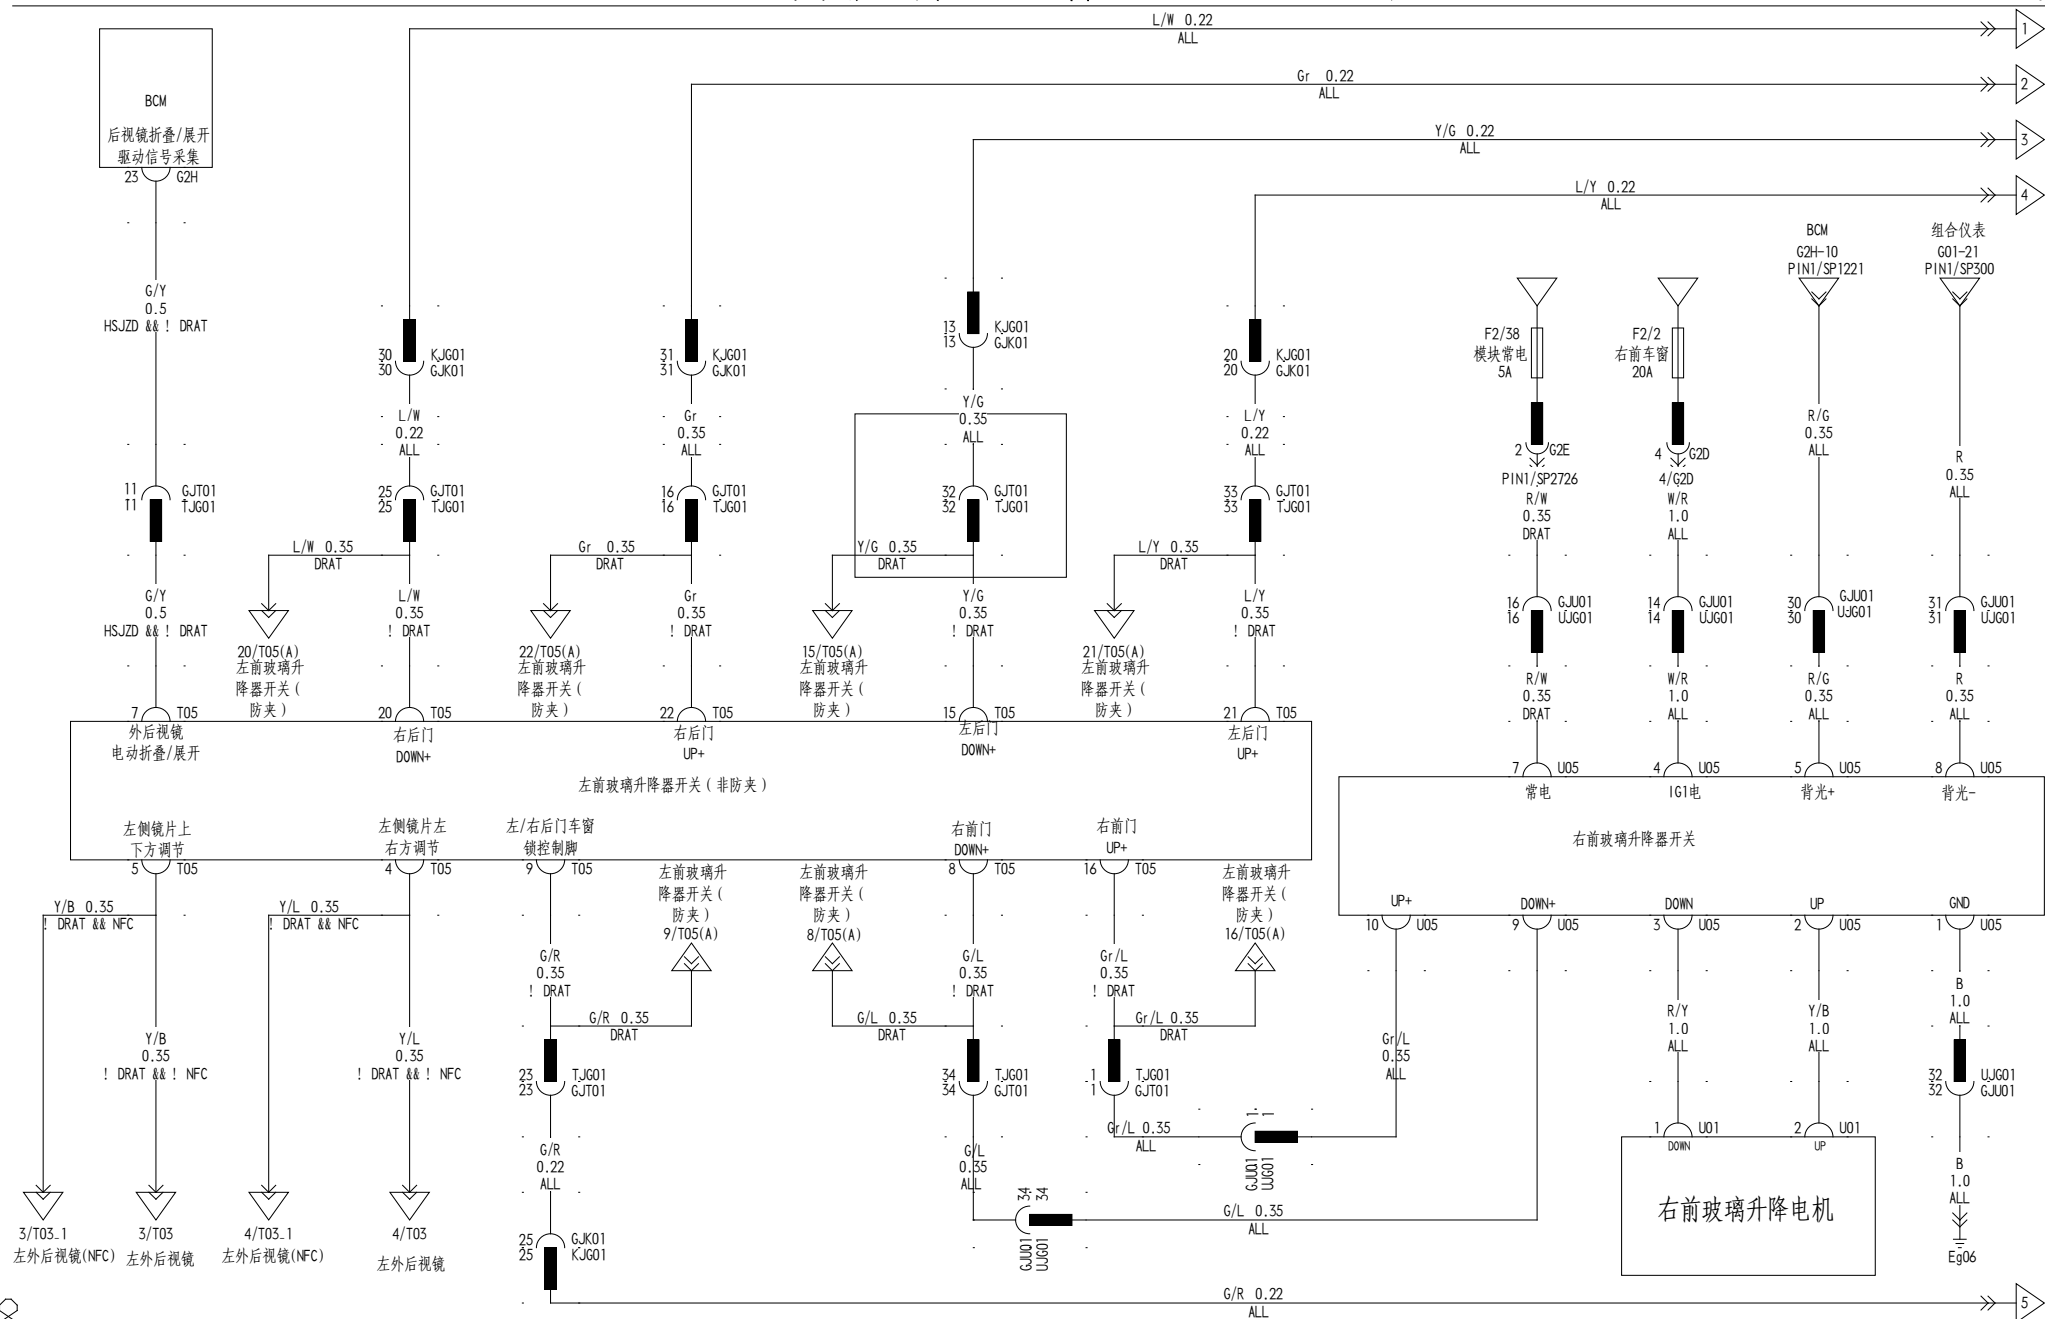 L/W 0.22
ALL
1
Gr 0.22
ALL
2
Y/G 0.22
ALL
3
L/Y 0.22
ALL
4
BCM
后视镜折叠/展开
驱动信号采集
23 G2H
G/Y
0.5
HSJZD && ! DRAT
11 GJT01
11 TJG01
G/Y
0.5
HSJZD && ! DRAT
30 KJG01
30 GJK01
L/W
0.22
ALL
25 GJT01
25 TJG01
L/W 0.35
DRAT
L/W
0.35
! DRAT
20/T05(A)
左前玻璃升
降器开关(
防夹)
31 KJG01
31 GJK01
Gr
0.35
ALL
16 GJT01
16 TJG01
Gr 0.35
DRAT
Gr
0.35
! DRAT
22/T05(A)
左前玻璃升
降器开关(
防夹)
13 KJG01
13 GJK01
Y/G
0.35
ALL
32 GJT01
32 TJG01
Y/G 0.35
DRAT
Y/G
0.35
! DRAT
15/T05(A)
左前玻璃升
降器开关(
防夹)
20 KJG01
20 GJK01
L/Y
0.22
ALL
33 GJT01
33 TJG01
L/Y 0.35
DRAT
L/Y
0.35
! DRAT
21/T05(A)
左前玻璃升
降器开关(
防夹)
F2/38
模块常电
5A
2 G2E
PIN1/SP2726
R/W
0.35
DRAT
16 GJU01
16 UJG01
R/W
0.35
DRAT
F2/2
右前车窗
20A
4 G2D
4/G2D
W/R
1.0
ALL
14 GJU01
14 UJG01
W/R
1.0
ALL
BCM
G2H-10
PIN1/SP1221
R/G
0.35
ALL
30 GJU01
30 UJG01
R/G
0.35
ALL
组合仪表
G01-21
PIN1/SP300
R
0.35
ALL
31 GJU01
31 UJG01
R
0.35
ALL
7 T05
外后视镜
电动折叠/展开
20 T05
右后门
DOWN+
22 T05
右后门
UP+
15 T05
左后门
DOWN+
21 T05
左后门
UP+
左前玻璃升降器开关(非防夹)
左侧镜片上
下方调节
5 T05
左侧镜片左
右方调节
4 T05
左/右后门车窗
锁控制脚
9 T05
右前门
DOWN+
8 T05
右前门
UP+
16 T05
7 U05
常电
4 U05
IG1电
5 U05
背光+
8 U05
背光-
右前玻璃升降器开关
UP+
10 U05
DOWN+
9 U05
DOWN
3 U05
UP
2 U05
GND
1 U05
Y/B 0.35
! DRAT && NFC
Y/B
0.35
! DRAT && ! NFC
3/T03_1
左外后视镜(NFC)
3/T03
左外后视镜
Y/L 0.35
! DRAT && NFC
Y/L
0.35
! DRAT && ! NFC
4/T03_1
左外后视镜(NFC)
4/T03
左外后视镜
G/R
0.35
! DRAT
左前玻璃升
降器开关(
防夹)
9/T05(A)
G/R 0.35
DRAT
23 TJG01
23 GJT01
G/R
0.22
ALL
25 GJK01
25 KJG01
G/R 0.22
ALL
5
左前玻璃升
降器开关(
防夹)
8/T05(A)
G/L
0.35
! DRAT
G/L 0.35
DRAT
34 TJG01
34 GJT01
G/L
0.35
ALL
34
34
GJU01
UJG01
G/L 0.35
ALL
Gr/L
0.35
! DRAT
左前玻璃升
降器开关(
防夹)
16/T05(A)
Gr/L 0.35
DRAT
1 TJG01
1 GJT01
Gr/L 0.35
ALL
1
1
GJU01
UJG01
Gr/L
0.35
ALL
R/Y
1.0
ALL
1 U01
DOWN
Y/B
1.0
ALL
2 U01
UP
右前玻璃升降电机
B
1.0
ALL
32 UJG01
32 GJU01
B
1.0
ALL
Eg06